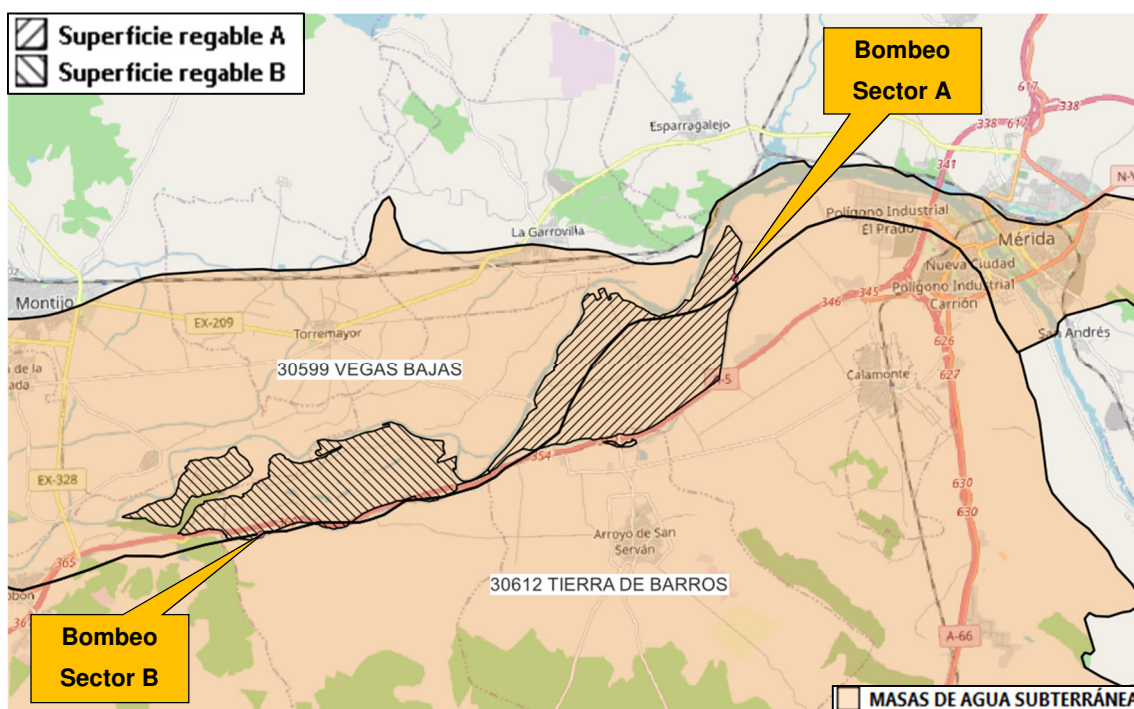 Superficie regable A
Superficie regable B
Bombeo
Sector A
617
338
338
617
Esparragalejo
341
N-V
Polígono Industrial
El Prado
Mérida
La Garrovilla
Nueva Ciudad
Polígono Industrial
Carrión
345
346
Montijo
EX-209
Torremayor
San Andrés
626
627
Calamonte
30599 VEGAS BAJAS
A-5
354
EX-328
630
630
Arroyo de San
Serván
365
30612 TIERRA DE BARROS
Bombeo
Sector B
A-66
MASAS DE AGUA SUBTERRÁNEA